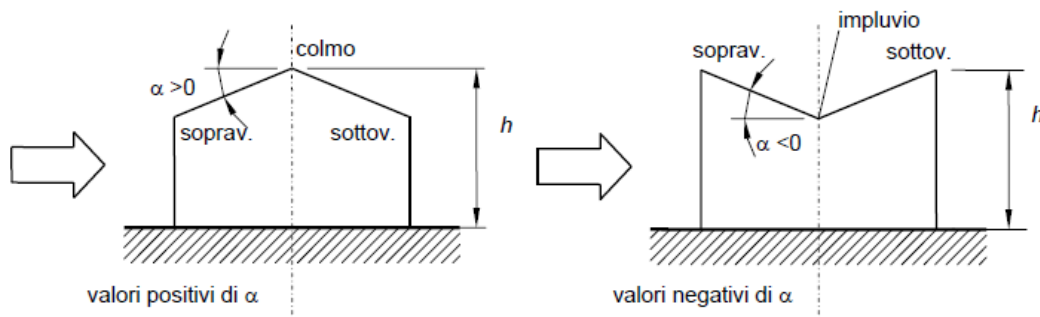 colmo
α >0
soprav.
sottov.
h
valori positivi di α
impluvio
soprav.
sottov.
α <0
h
valori negativi di α